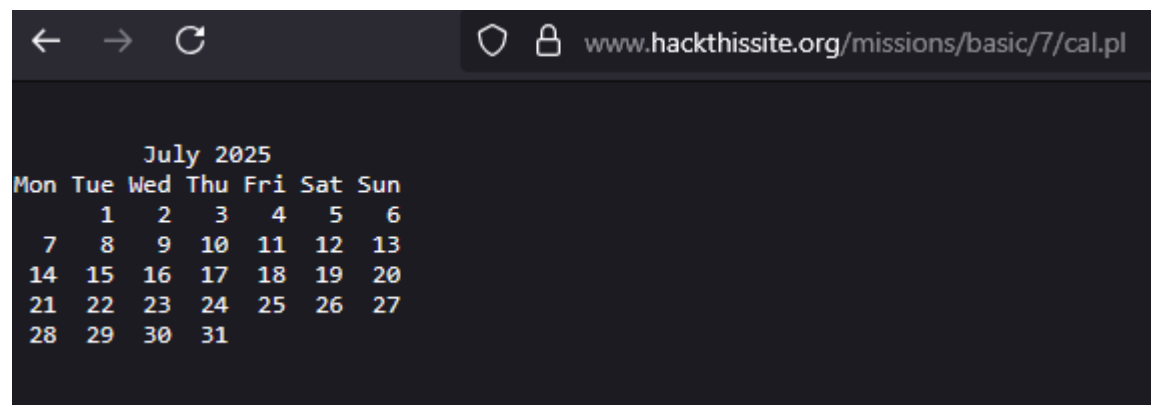 www.hackthissite.org/missions/basic/7/cal.pl
July 2025
Mon Tue Wed Thu Fri Sat Sun
1 2 3 4 5 6
7 8 9 10 11 12 13
14 15 16 17 18 19 20
21 22 23 24 25 26 27
28 29 30 31